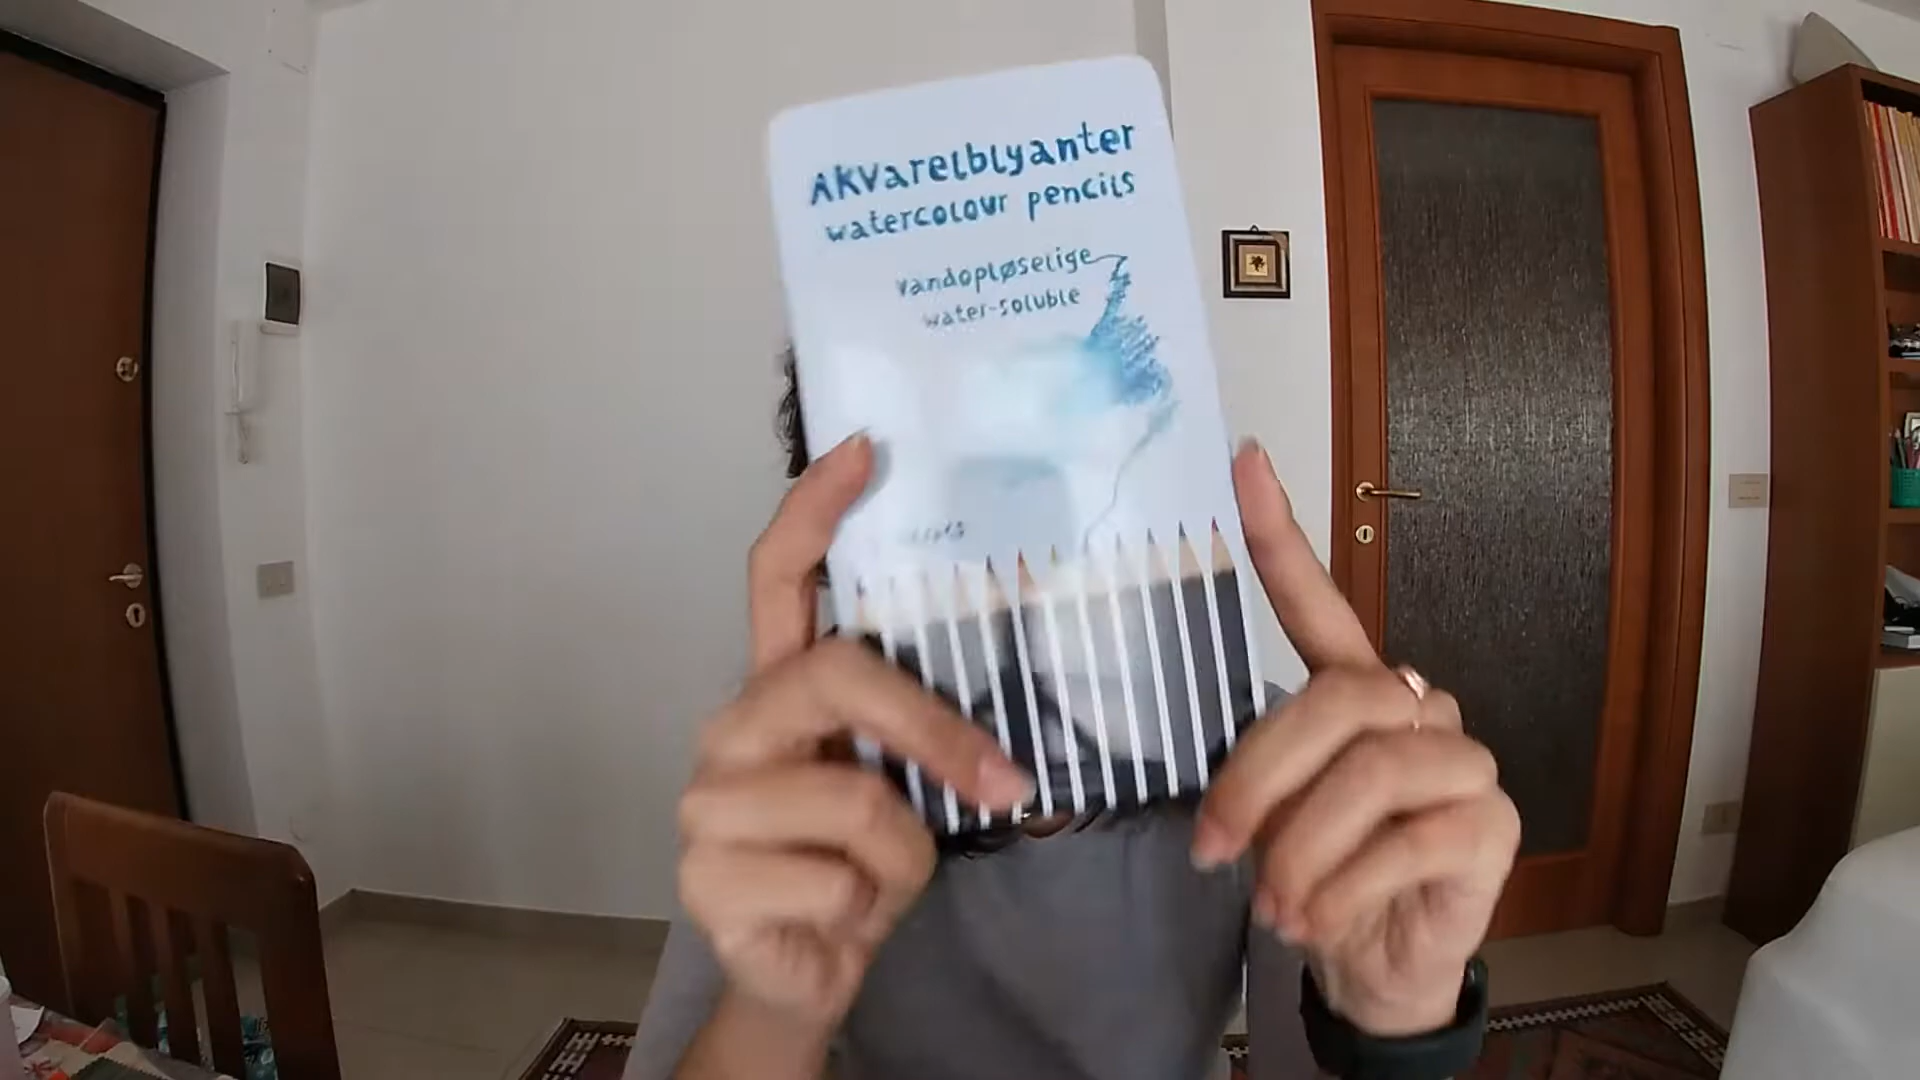 AKvarelblyanter
watercolour pencils
vandopløselige
water-soluble